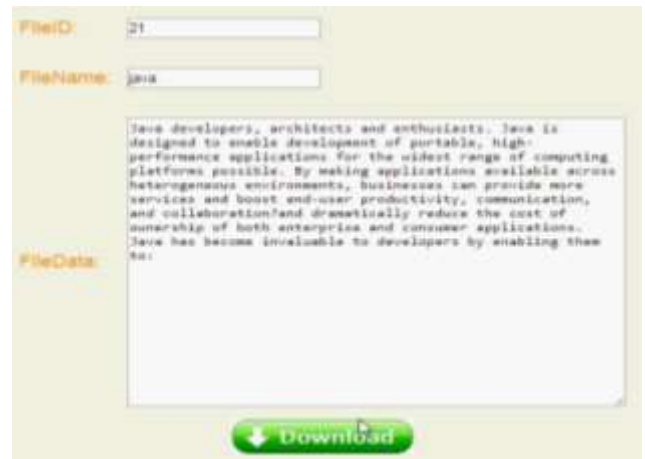 FileID: 21
FileName: java
Java developers, architects and enthusiasts. Java is
designed to enable development of portable, high-
performance applications for the widest range of computing
platforms possible. By making applications available across
heterogeneous environments, businesses can provide more
services and boost end-user productivity, communication,
and collaboration?and dramatically reduce the cost of
ownership of both enterprise and consumer applications.
Java has become invaluable to developers by enabling them
FileData: to:
Download